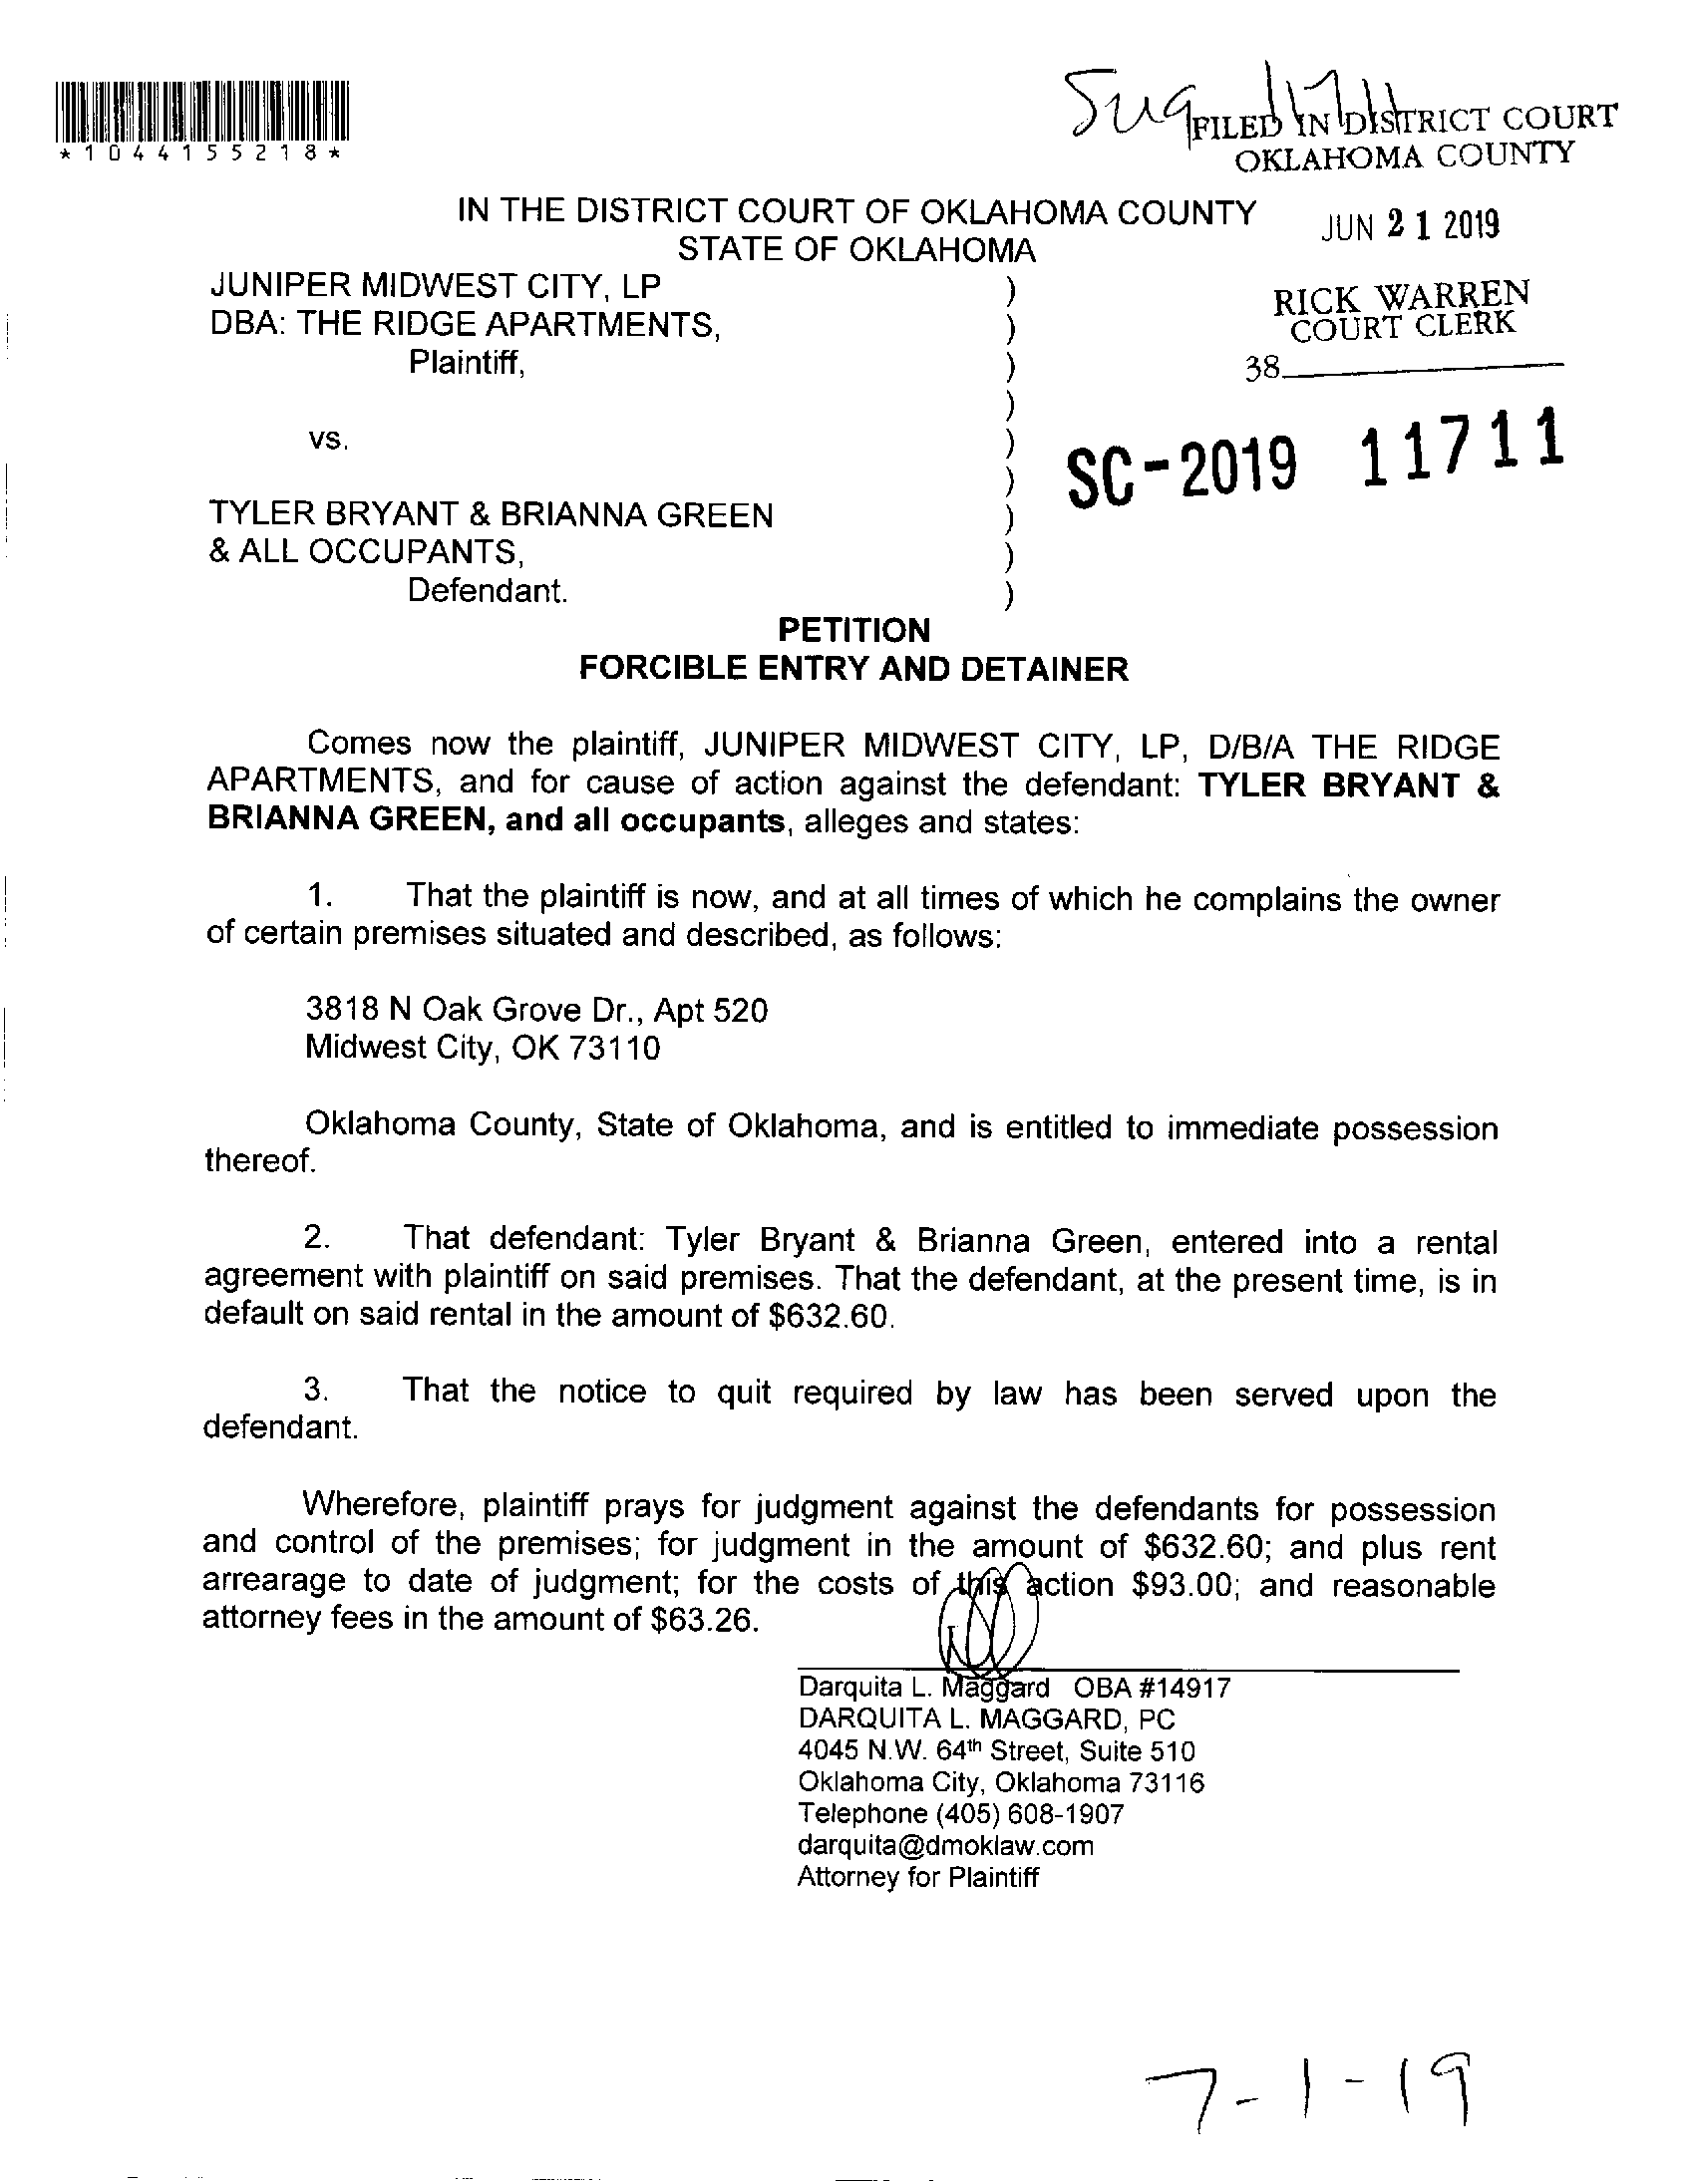 *1044155218*
FILED IN DISTRICT COURT
OKLAHOMA COUNTY
JUN 21 2019
RICK WARREN
COURT CLERK
38
SC-2019 11711
IN THE DISTRICT COURT OF OKLAHOMA COUNTY
STATE OF OKLAHOMA
JUNIPER MIDWEST CITY, LP )
DBA: THE RIDGE APARTMENTS, )
Plaintiff, )
)
vs. )
)
TYLER BRYANT & BRIANNA GREEN )
& ALL OCCUPANTS, )
Defendant. )
PETITION
FORCIBLE ENTRY AND DETAINER
Comes now the plaintiff, JUNIPER MIDWEST CITY, LP, D/B/A THE RIDGE
APARTMENTS, and for cause of action against the defendant: TYLER BRYANT &
BRIANNA GREEN, and all occupants, alleges and states:
1. That the plaintiff is now, and at all times of which he complains the owner
of certain premises situated and described, as follows:
3818 N Oak Grove Dr., Apt 520
Midwest City, OK 73110
Oklahoma County, State of Oklahoma, and is entitled to immediate possession
thereof.
2. That defendant: Tyler Bryant & Brianna Green, entered into a rental
agreement with plaintiff on said premises. That the defendant, at the present time, is in
default on said rental in the amount of $632.60.
3. That the notice to quit required by law has been served upon the
defendant.
Wherefore, plaintiff prays for judgment against the defendants for possession
and control of the premises; for judgment in the amount of $632.60; and plus rent
arrearage to date of judgment; for the costs of this action $93.00; and reasonable
attorney fees in the amount of $63.26.
Darquita L. Maggard OBA #14917
DARQUITA L. MAGGARD, PC
4045 N.W. 64th Street, Suite 510
Oklahoma City, Oklahoma 73116
Telephone (405) 608-1907
darquita@dmoklaw.com
Attorney for Plaintiff
7-1-19